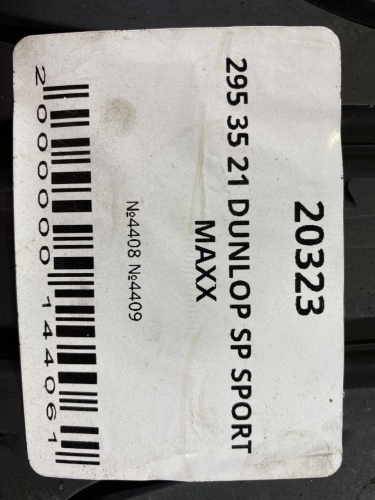 20323
295 35 21 DUNLOP SP SPORT
MAXX
№4408 №4409
2000000144061